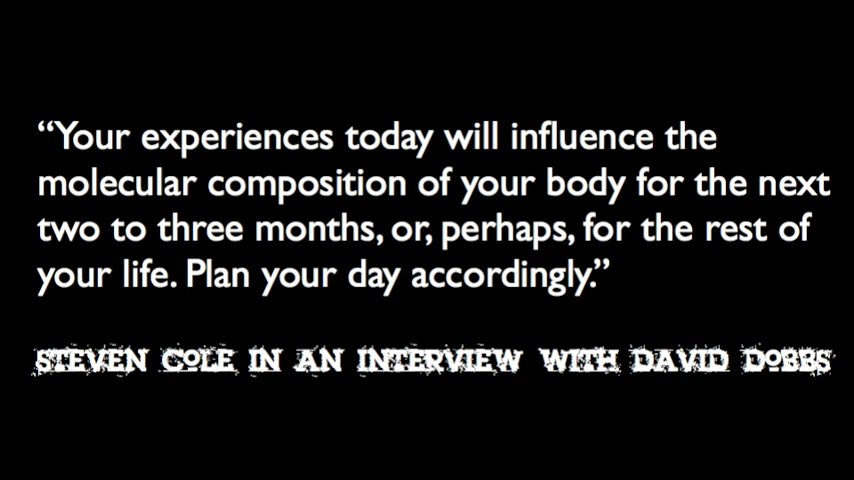 “Your experiences today will influence the
molecular composition of your body for the next
two to three months, or, perhaps, for the rest of
your life. Plan your day accordingly.”
STEVEN COLE IN AN INTERVIEW WITH DAVID DOBBS